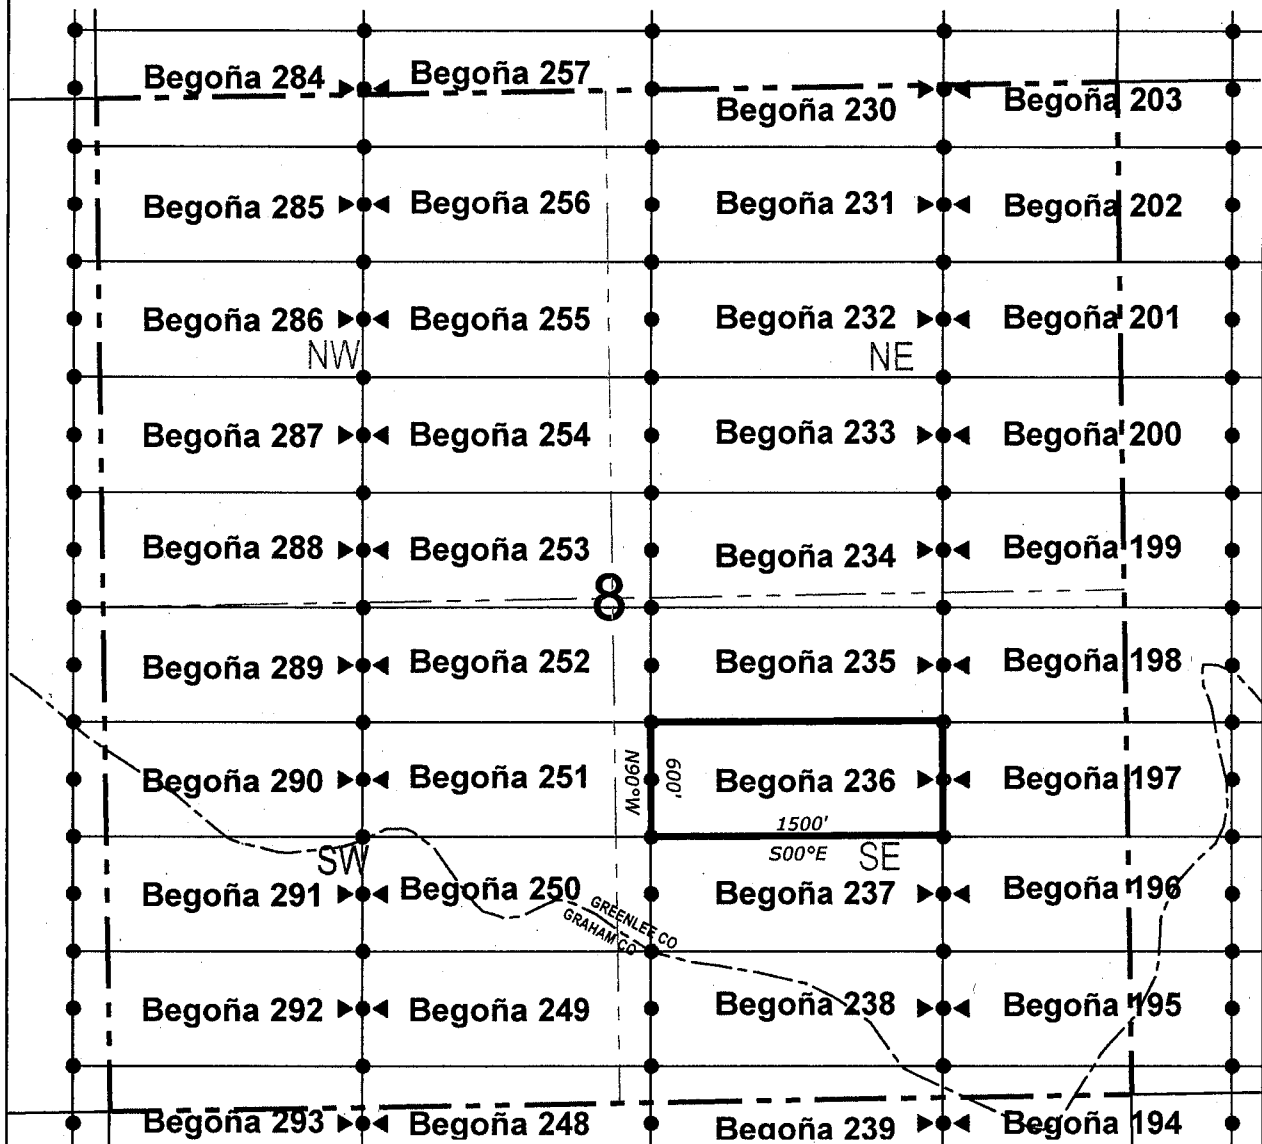 Begoña 284 Begoña 257 Begoña 230 Begoña 203
Begoña 285 Begoña 256 Begoña 231 Begoña 202
Begoña 286 Begoña 255 Begoña 232 Begoña 201
NW NE
Begoña 287 Begoña 254 Begoña 233 Begoña 200
Begoña 288 Begoña 253 Begoña 234 Begoña 199
8
Begoña 289 Begoña 252 Begoña 235 Begoña 198
Begoña 290 Begoña 251 N90°W 600' Begoña 236 Begoña 197
1500'
S00°E
SW SE
Begoña 291 Begoña 250 Begoña 237 Begoña 196
GREENLEE CO
GRAHAM CO
Begoña 292 Begoña 249 Begoña 238 Begoña 195
Begoña 293 Begoña 248 Begoña 239 Begoña 194